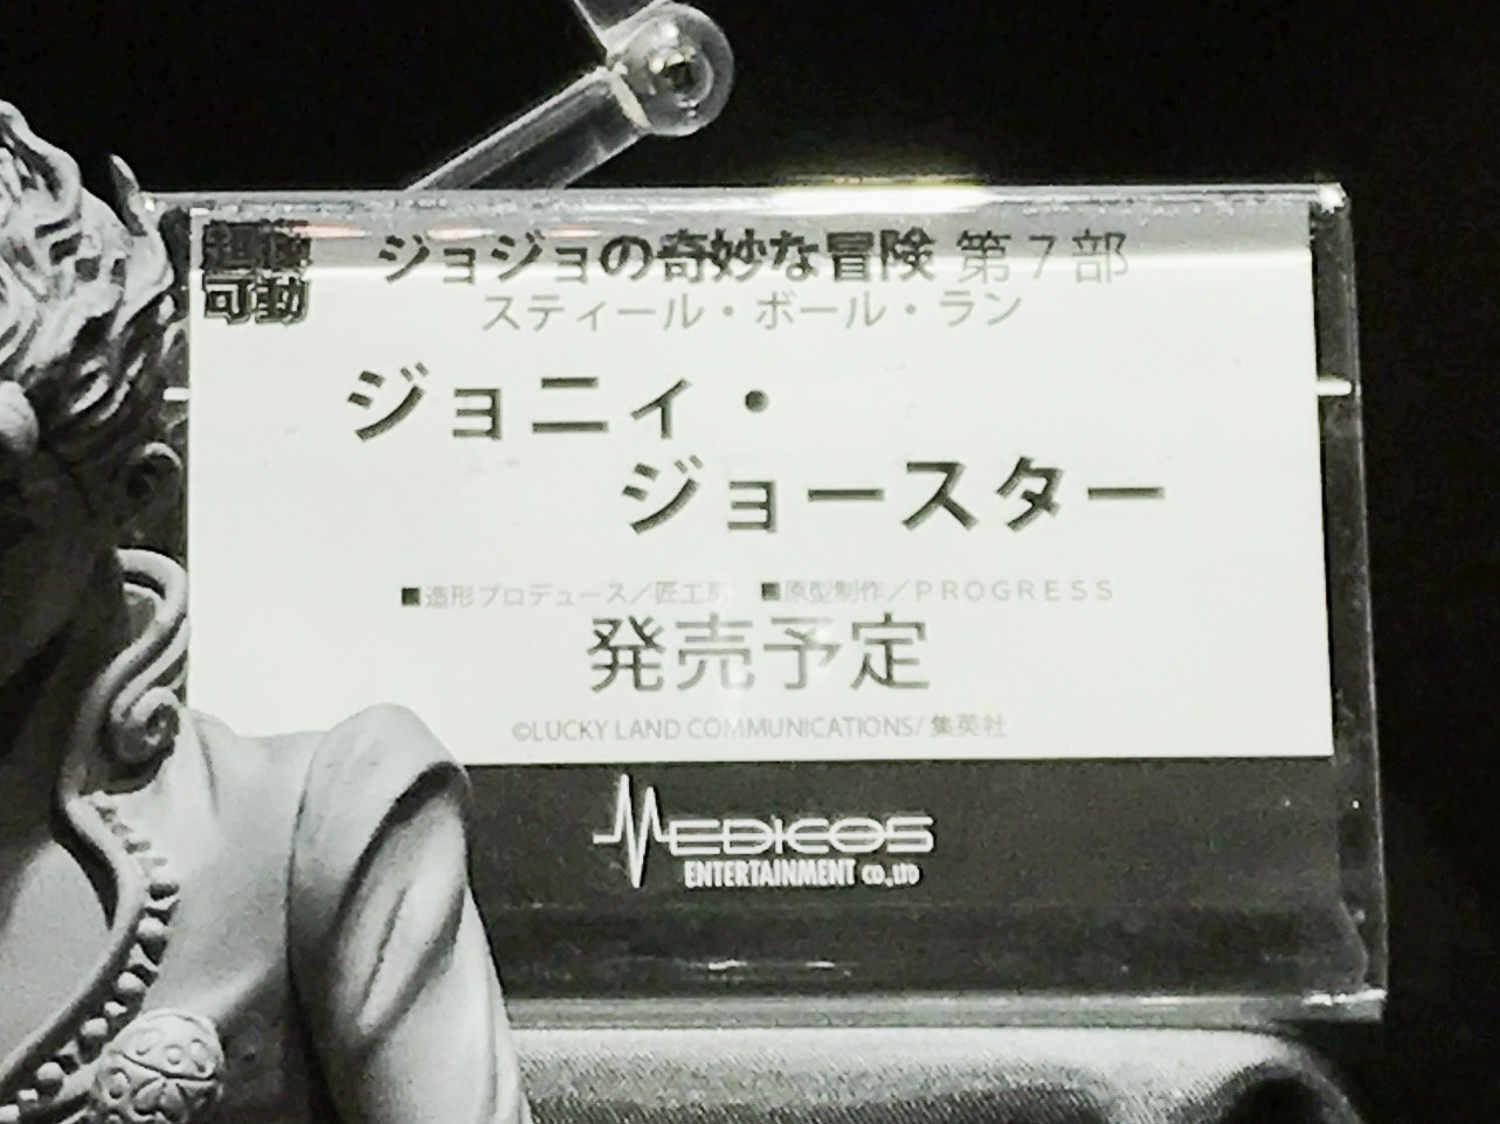 超像可動
ジョジョの奇妙な冒険 第7部
スティール・ボール・ラン
ジョニィ・
ジョースター
■造形プロデュース／匠工房 ■原型制作／PROGRESS
発売予定
©LUCKY LAND COMMUNICATIONS/集英社
MEDICOS
ENTERTAINMENT CO.,LTD